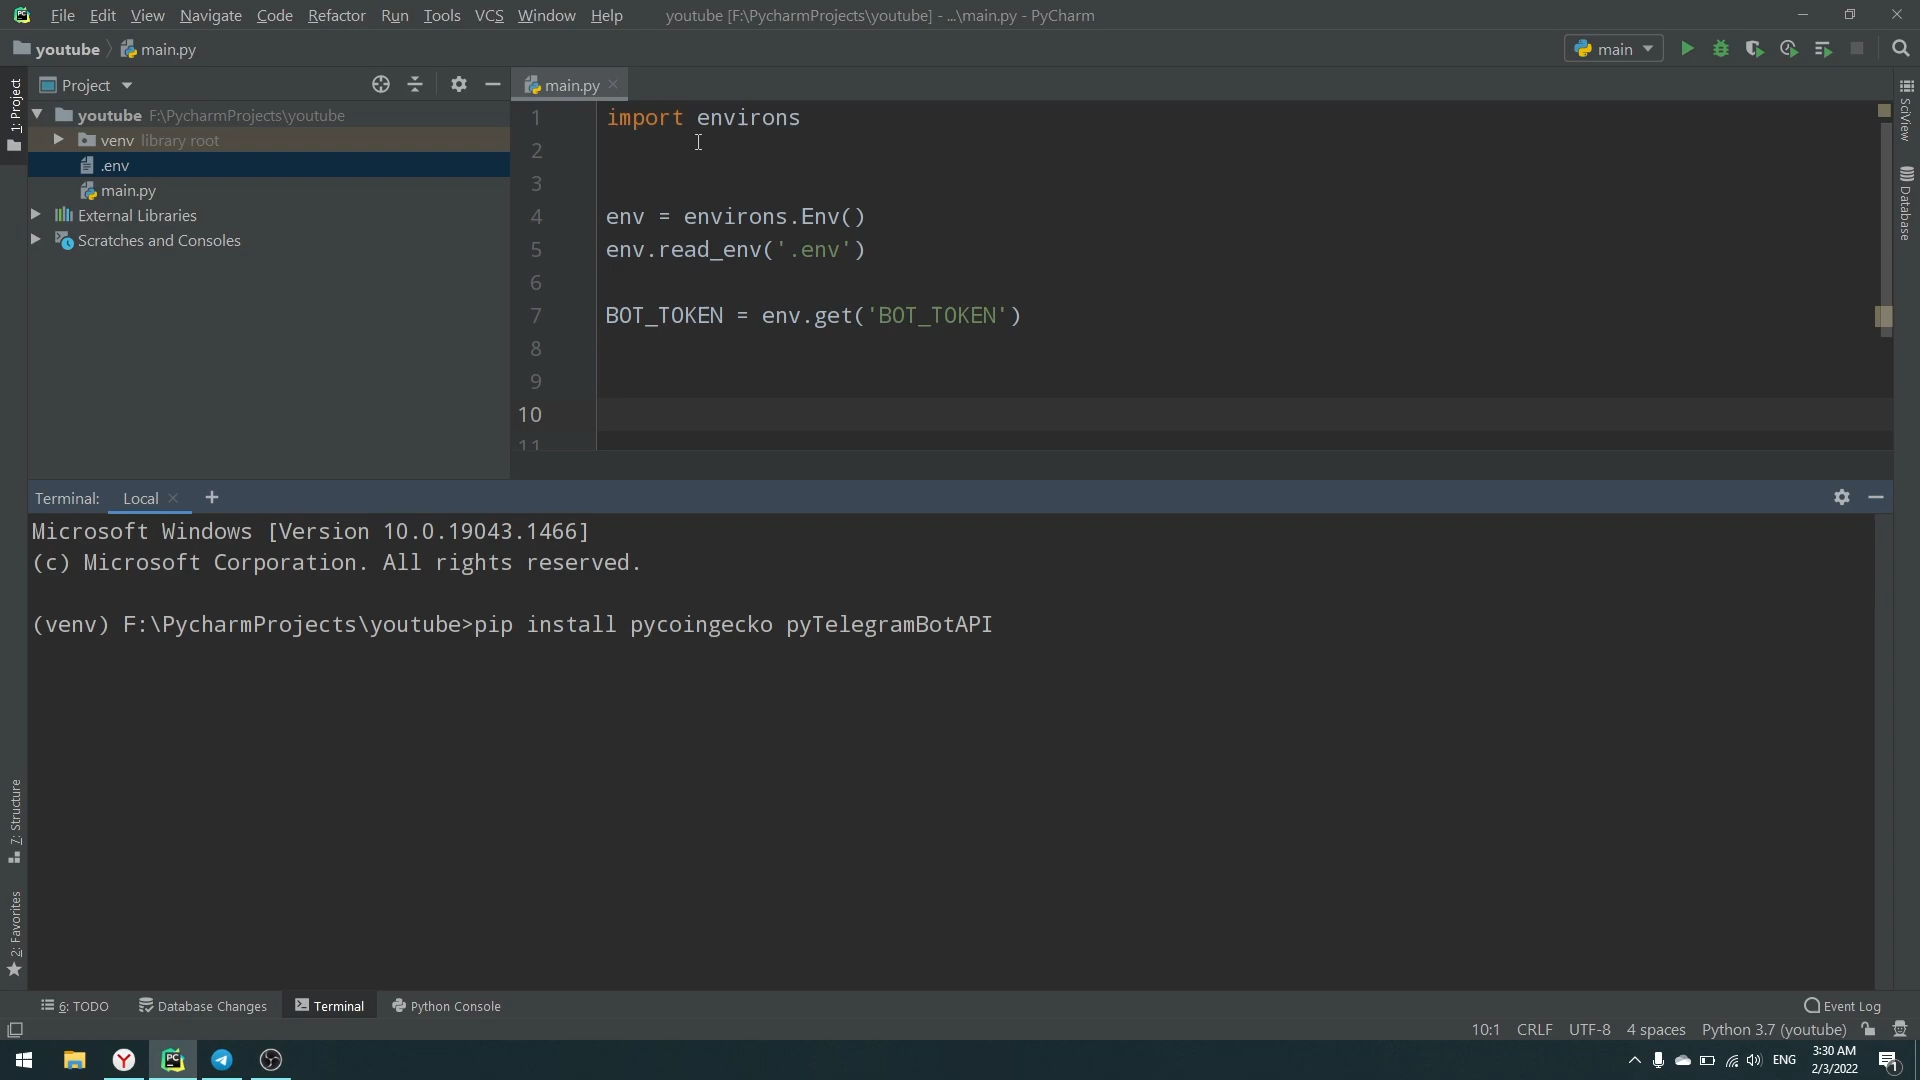 File Edit View Navigate Code Refactor Run Tools VCS Window Help youtube [F:\PycharmProjects\youtube] - ...\main.py - PyCharm
youtube main.py main
Project main.py
1: Project
youtube F:\PycharmProjects\youtube
venv library root
.env
main.py
External Libraries
Scratches and Consoles
1 import environs
2
3
4 env = environs.Env()
5 env.read_env('.env')
6
7 BOT_TOKEN = env.get('BOT_TOKEN')
8
9
10
11
SciView
Database
Terminal: Local +
Microsoft Windows [Version 10.0.19043.1466]
(c) Microsoft Corporation. All rights reserved.
(venv) F:\PycharmProjects\youtube>pip install pycoingecko pyTelegramBotAPI
7: Structure
2: Favorites
6: TODO Database Changes Terminal Python Console Event Log
10:1 CRLF UTF-8 4 spaces Python 3.7 (youtube)
ENG 3:30 AM
2/3/2022 1